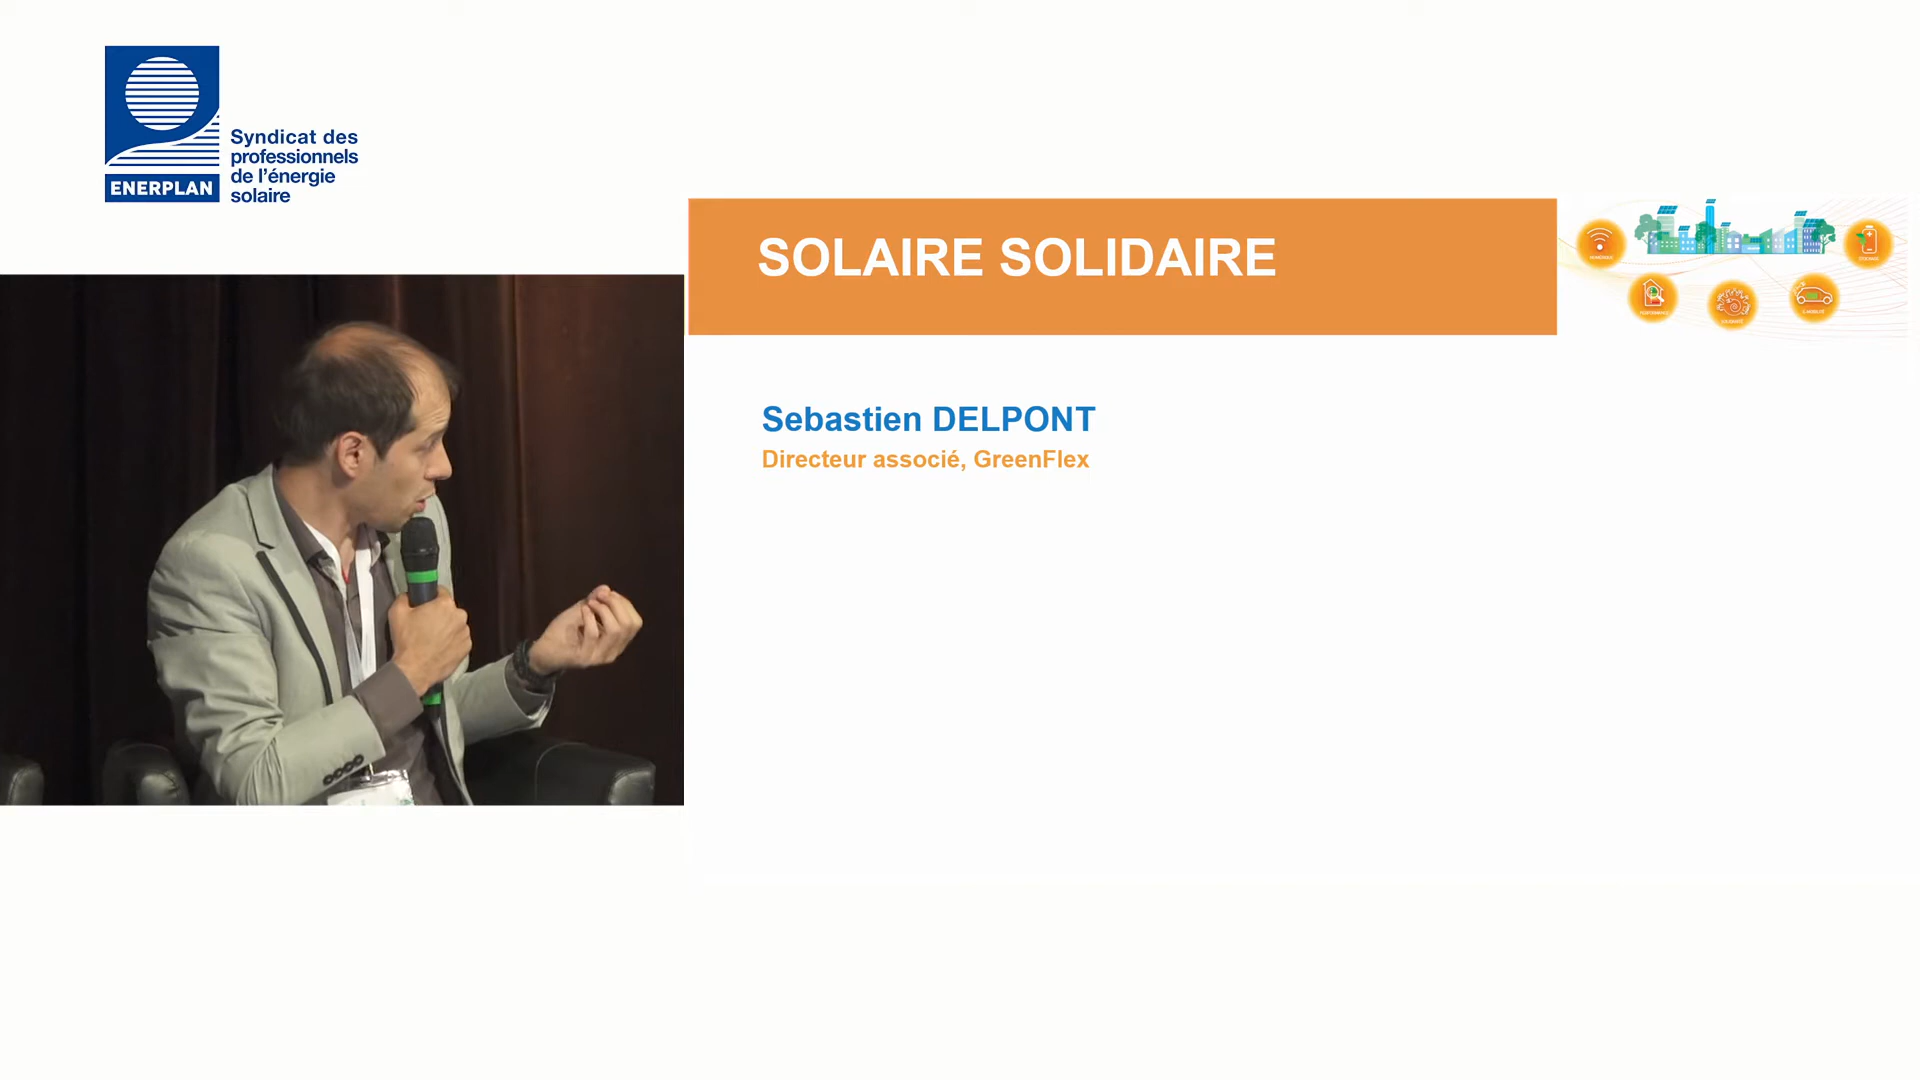 Syndicat des
professionnels
de l'énergie
solaire
ENERPLAN
SOLAIRE SOLIDAIRE
Sebastien DELPONT
Directeur associé, GreenFlex